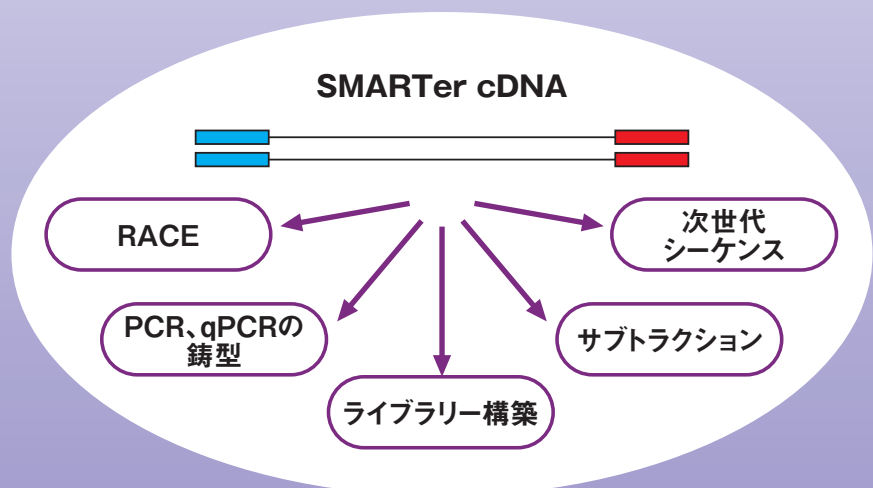 SMARTer cDNA
RACE
次世代
シーケンス
PCR、qPCRの
鋳型
サブトラクション
ライブラリー構築